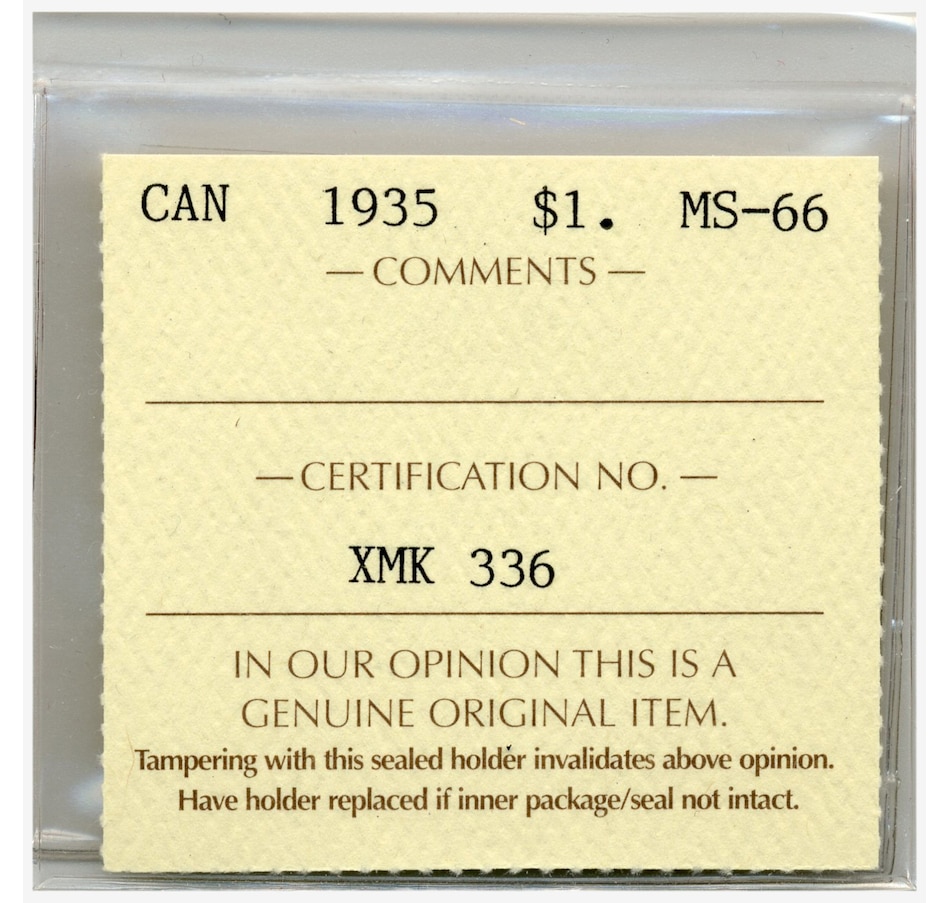 CAN 1935 $1. MS-66
— COMMENTS —
— CERTIFICATION NO. —
XMK 336
IN OUR OPINION THIS IS A
GENUINE ORIGINAL ITEM.
Tampering with this sealed holder invalidates above opinion.
Have holder replaced if inner package/seal not intact.